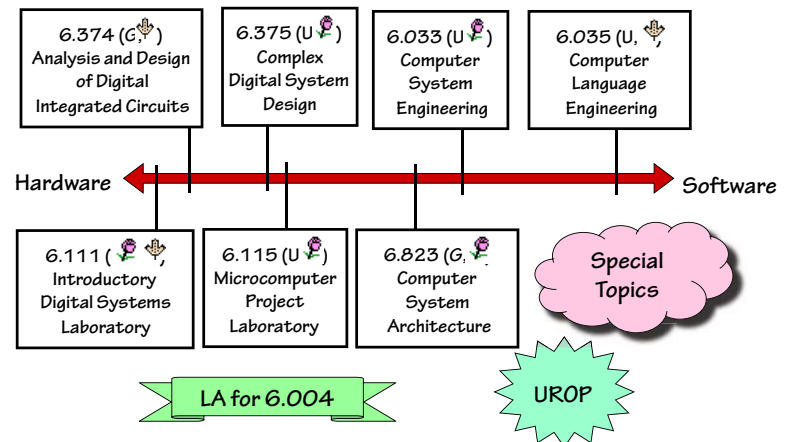 6.374 (G,
Analysis and Design
of Digital
Integrated Circuits
6.375 (U )
Complex
Digital System
Design
6.033 (U )
Computer
System
Engineering
6.035 (U,
Computer
Language
Engineering
Hardware
Software
6.111 ( ,
Introductory
Digital Systems
Laboratory
6.115 (U )
Microcomputer
Project
Laboratory
6.823 (G,
Computer
System
Architecture
Special
Topics
LA for 6.004
UROP